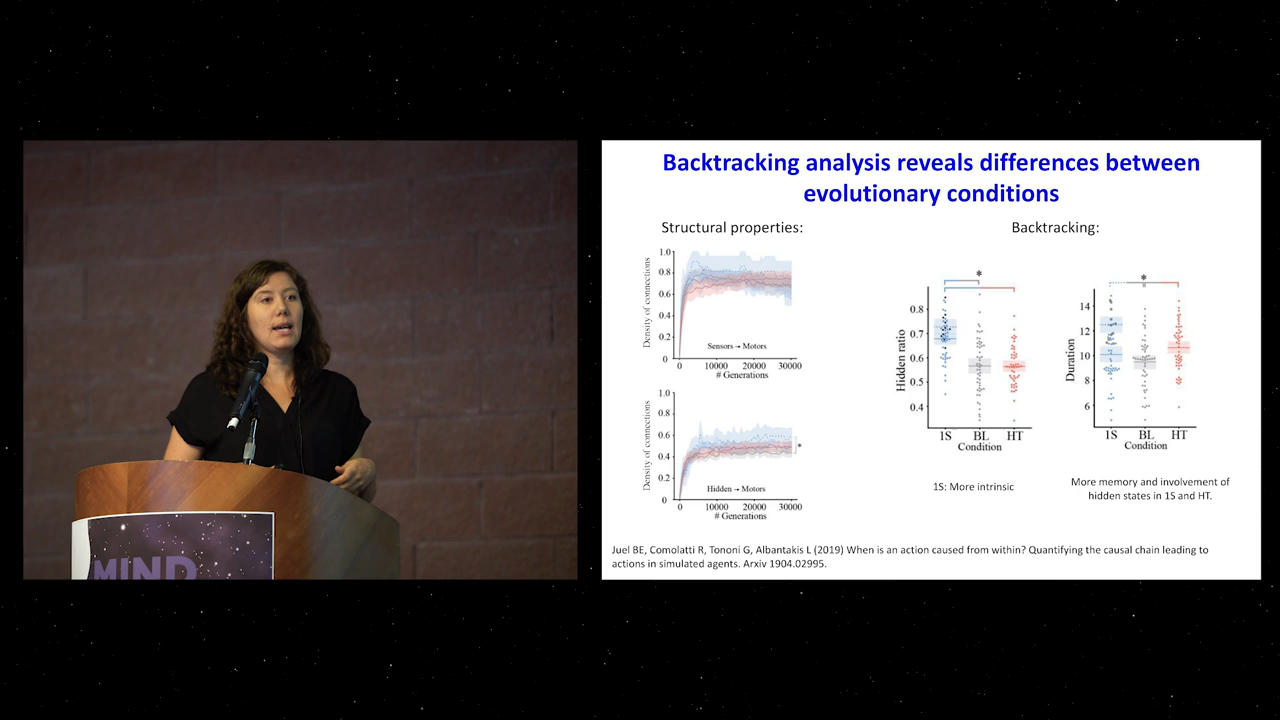 MIND
Backtracking analysis reveals differences between
evolutionary conditions
Structural properties:
Backtracking:
Density of connections
1.0
0.8
0.6
0.4
0.2
0
Sensors → Motors
0 10000 20000 30000
# Generations
Density of connections
1.0
0.8
0.6
0.4
0.2
0
*
Hidden → Motors
0 10000 20000 30000
# Generations
*
Hidden ratio
0.8
0.7
0.6
0.5
0.4
1S BL HT
Condition
1S: More intrinsic
*
Duration
14
12
10
8
6
1S BL HT
Condition
More memory and involvement of
hidden states in 1S and HT.
Juel BE, Comolatti R, Tononi G, Albantakis L (2019) When is an action caused from within? Quantifying the causal chain leading to
actions in simulated agents. Arxiv 1904.02995.